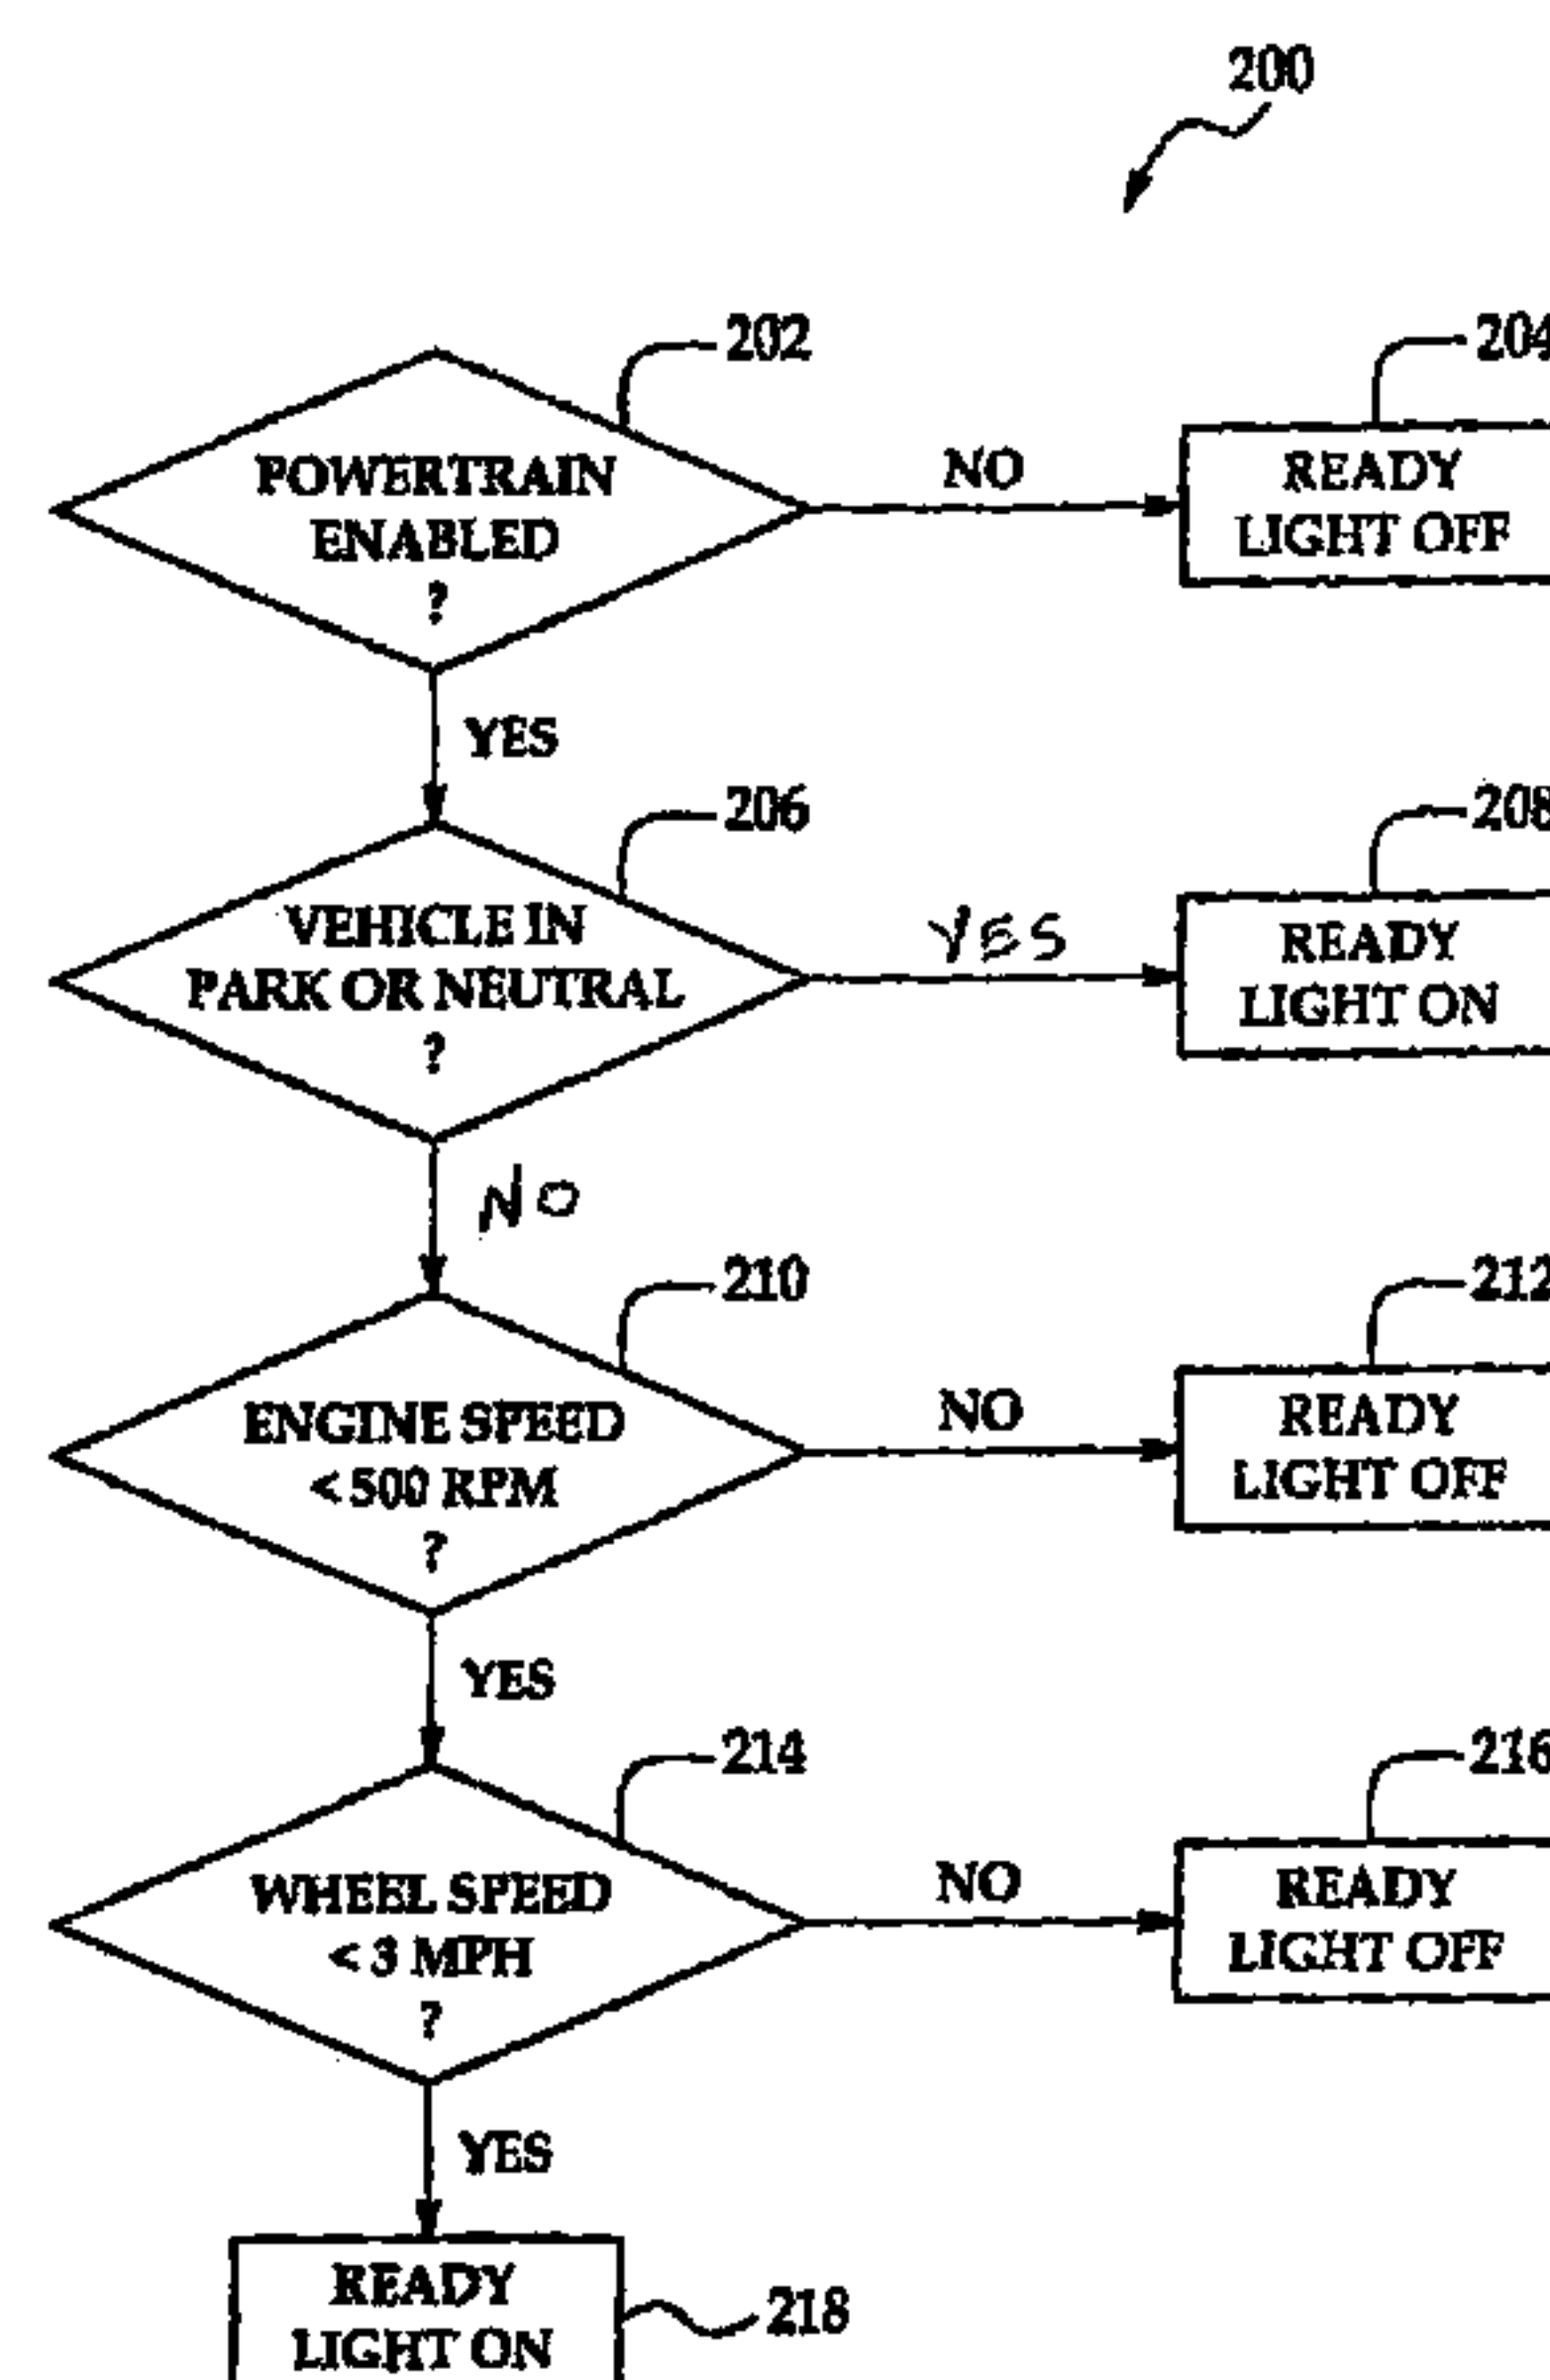 200
202
204
POWERTRAIN
ENABLED
?
NO
READY
LIGHT OFF
YES
206
208
VEHICLE IN
PARK OR NEUTRAL
?
YES
READY
LIGHT ON
NO
210
212
ENGINE SPEED
< 500 RPM
?
NO
READY
LIGHT OFF
YES
214
216
WHEEL SPEED
< 3 MPH
?
NO
READY
LIGHT OFF
YES
READY
LIGHT ON
218